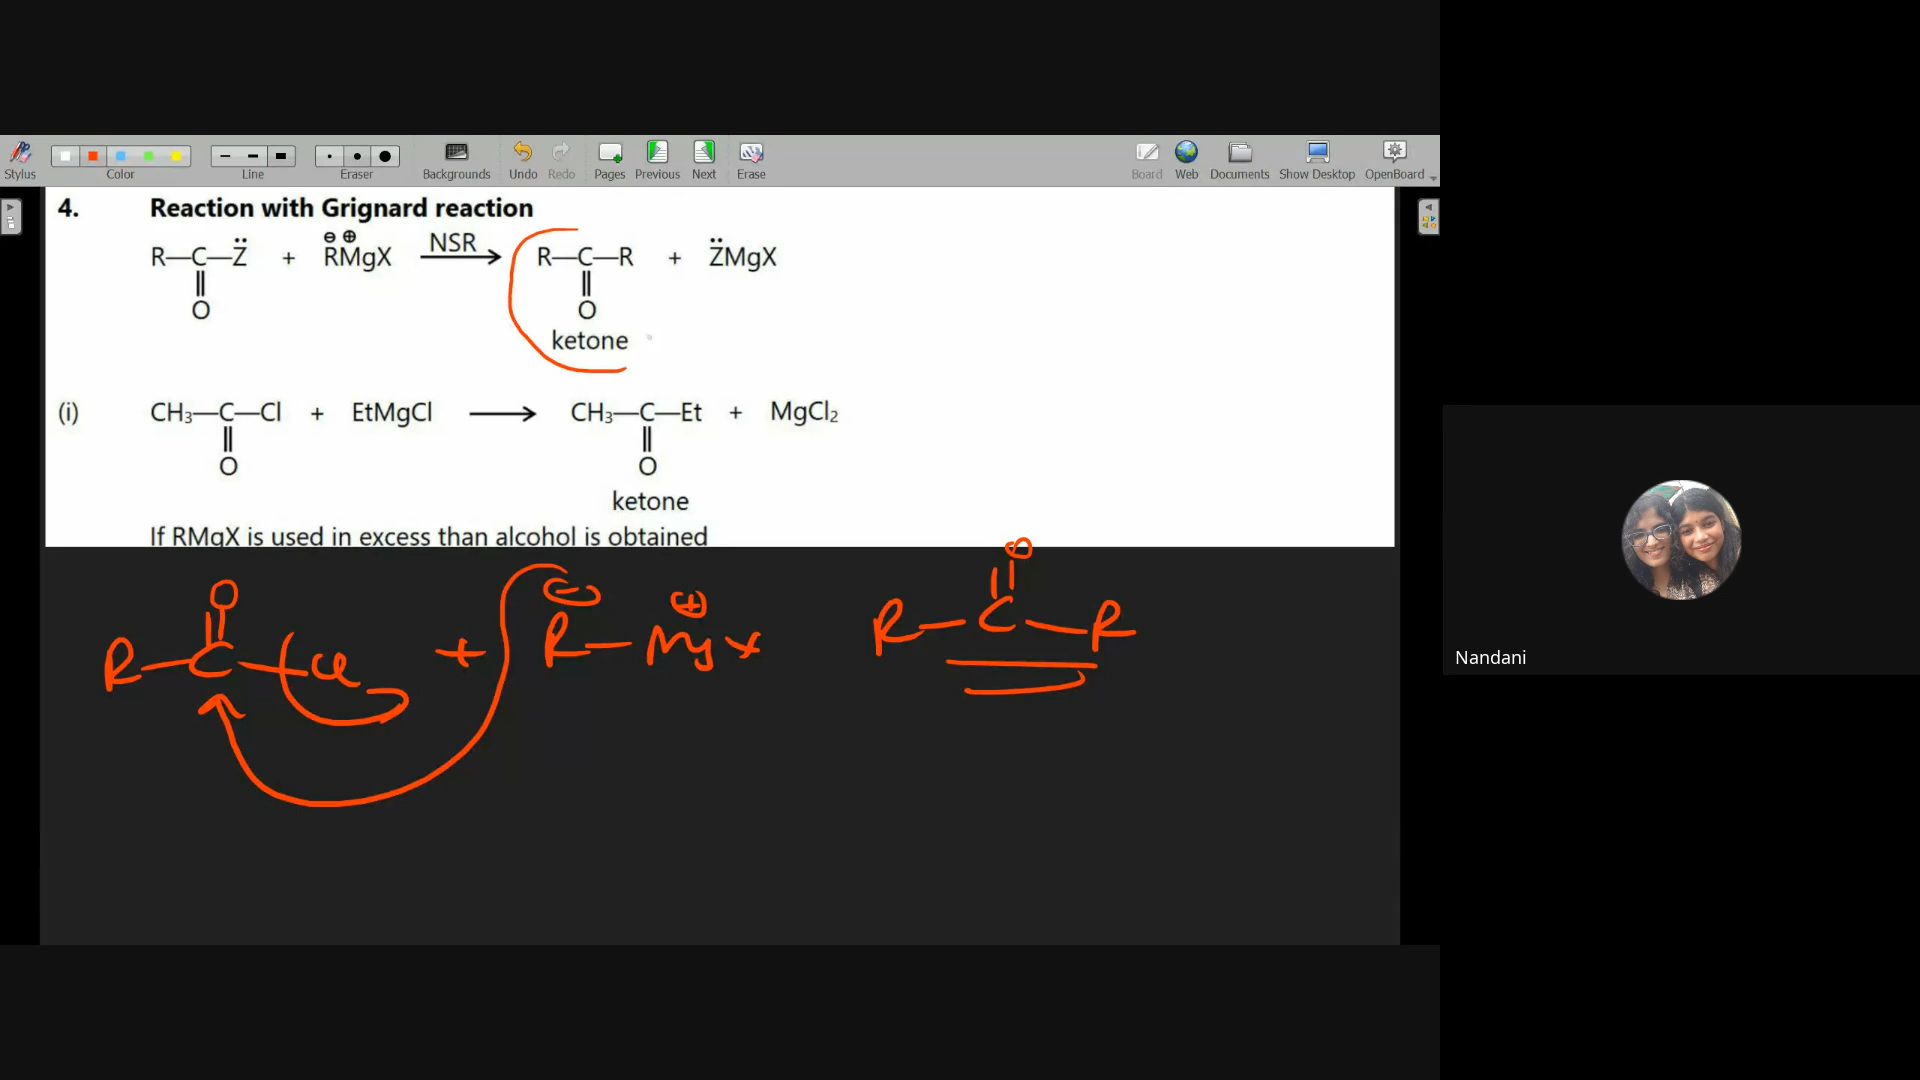 Stylus Color Line Eraser Backgrounds Undo Redo Pages Previous Next Erase Board Web Documents Show Desktop OpenBoard
4. Reaction with Grignard reaction
R—C—Z̈ + RMgX NSR → R—C—R + Z̈MgX
⊖ ⊕
|| ||
O O
ketone
(i) CH₃—C—Cl + EtMgCl → CH₃—C—Et + MgCl₂
|| ||
O O
ketone
If RMgX is used in excess than alcohol is obtained
O ⊖ ⊕ O
|| ||
R—C—Cl + R—MgX R—C—R
Nandani